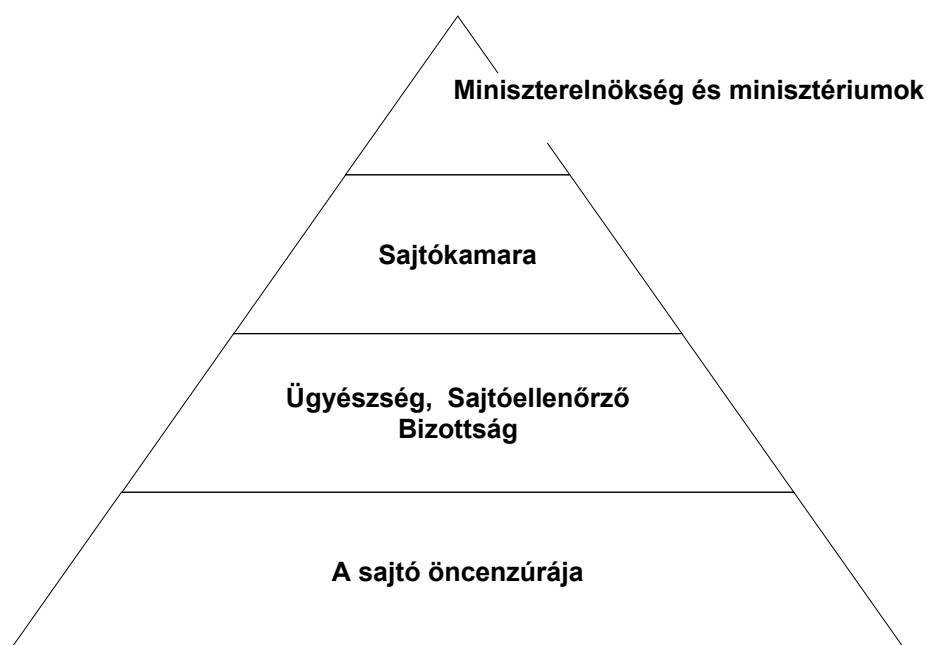 Miniszterelnökség és minisztériumok
Sajtókamara
Ügyészség, Sajtóellenőrző
Bizottság
A sajtó öncenzúrája